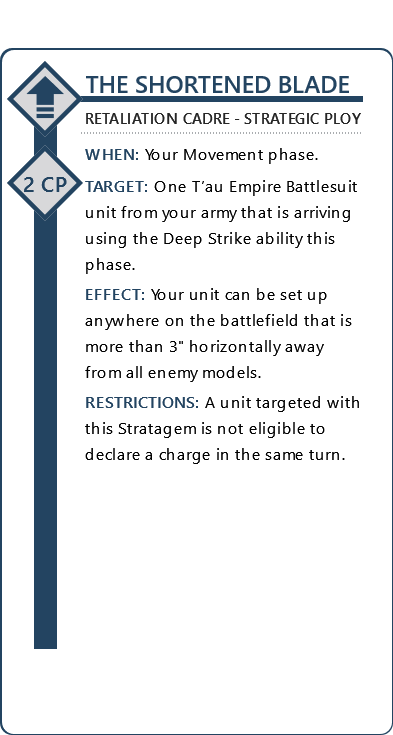 THE SHORTENED BLADE
RETALIATION CADRE - STRATEGIC PLOY
WHEN: Your Movement phase.
2 CP
TARGET: One T’au Empire Battlesuit
unit from your army that is arriving
using the Deep Strike ability this
phase.
EFFECT: Your unit can be set up
anywhere on the battlefield that is
more than 3" horizontally away
from all enemy models.
RESTRICTIONS: A unit targeted with
this Stratagem is not eligible to
declare a charge in the same turn.